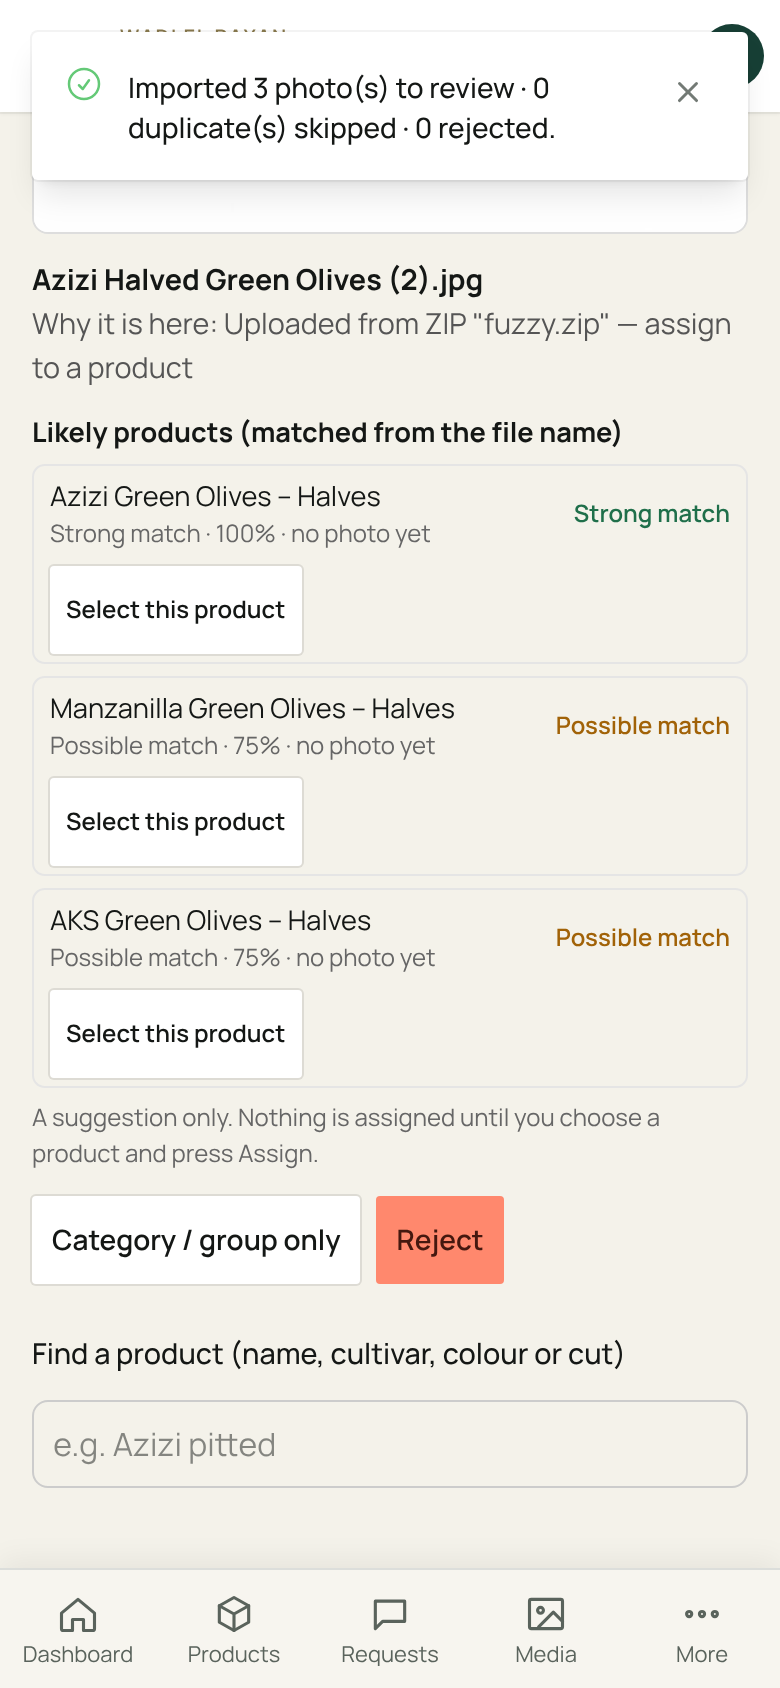 Imported 3 photo(s) to review · 0
duplicate(s) skipped · 0 rejected.
Azizi Halved Green Olives (2).jpg
Why it is here: Uploaded from ZIP "fuzzy.zip" — assign
to a product
Likely products (matched from the file name)
Azizi Green Olives – Halves
Strong match · 100% · no photo yet
Strong match
Select this product
Manzanilla Green Olives – Halves
Possible match · 75% · no photo yet
Possible match
Select this product
AKS Green Olives – Halves
Possible match · 75% · no photo yet
Possible match
Select this product
A suggestion only. Nothing is assigned until you choose a
product and press Assign.
Category / group only
Reject
Find a product (name, cultivar, colour or cut)
e.g. Azizi pitted
Dashboard
Products
Requests
Media
More